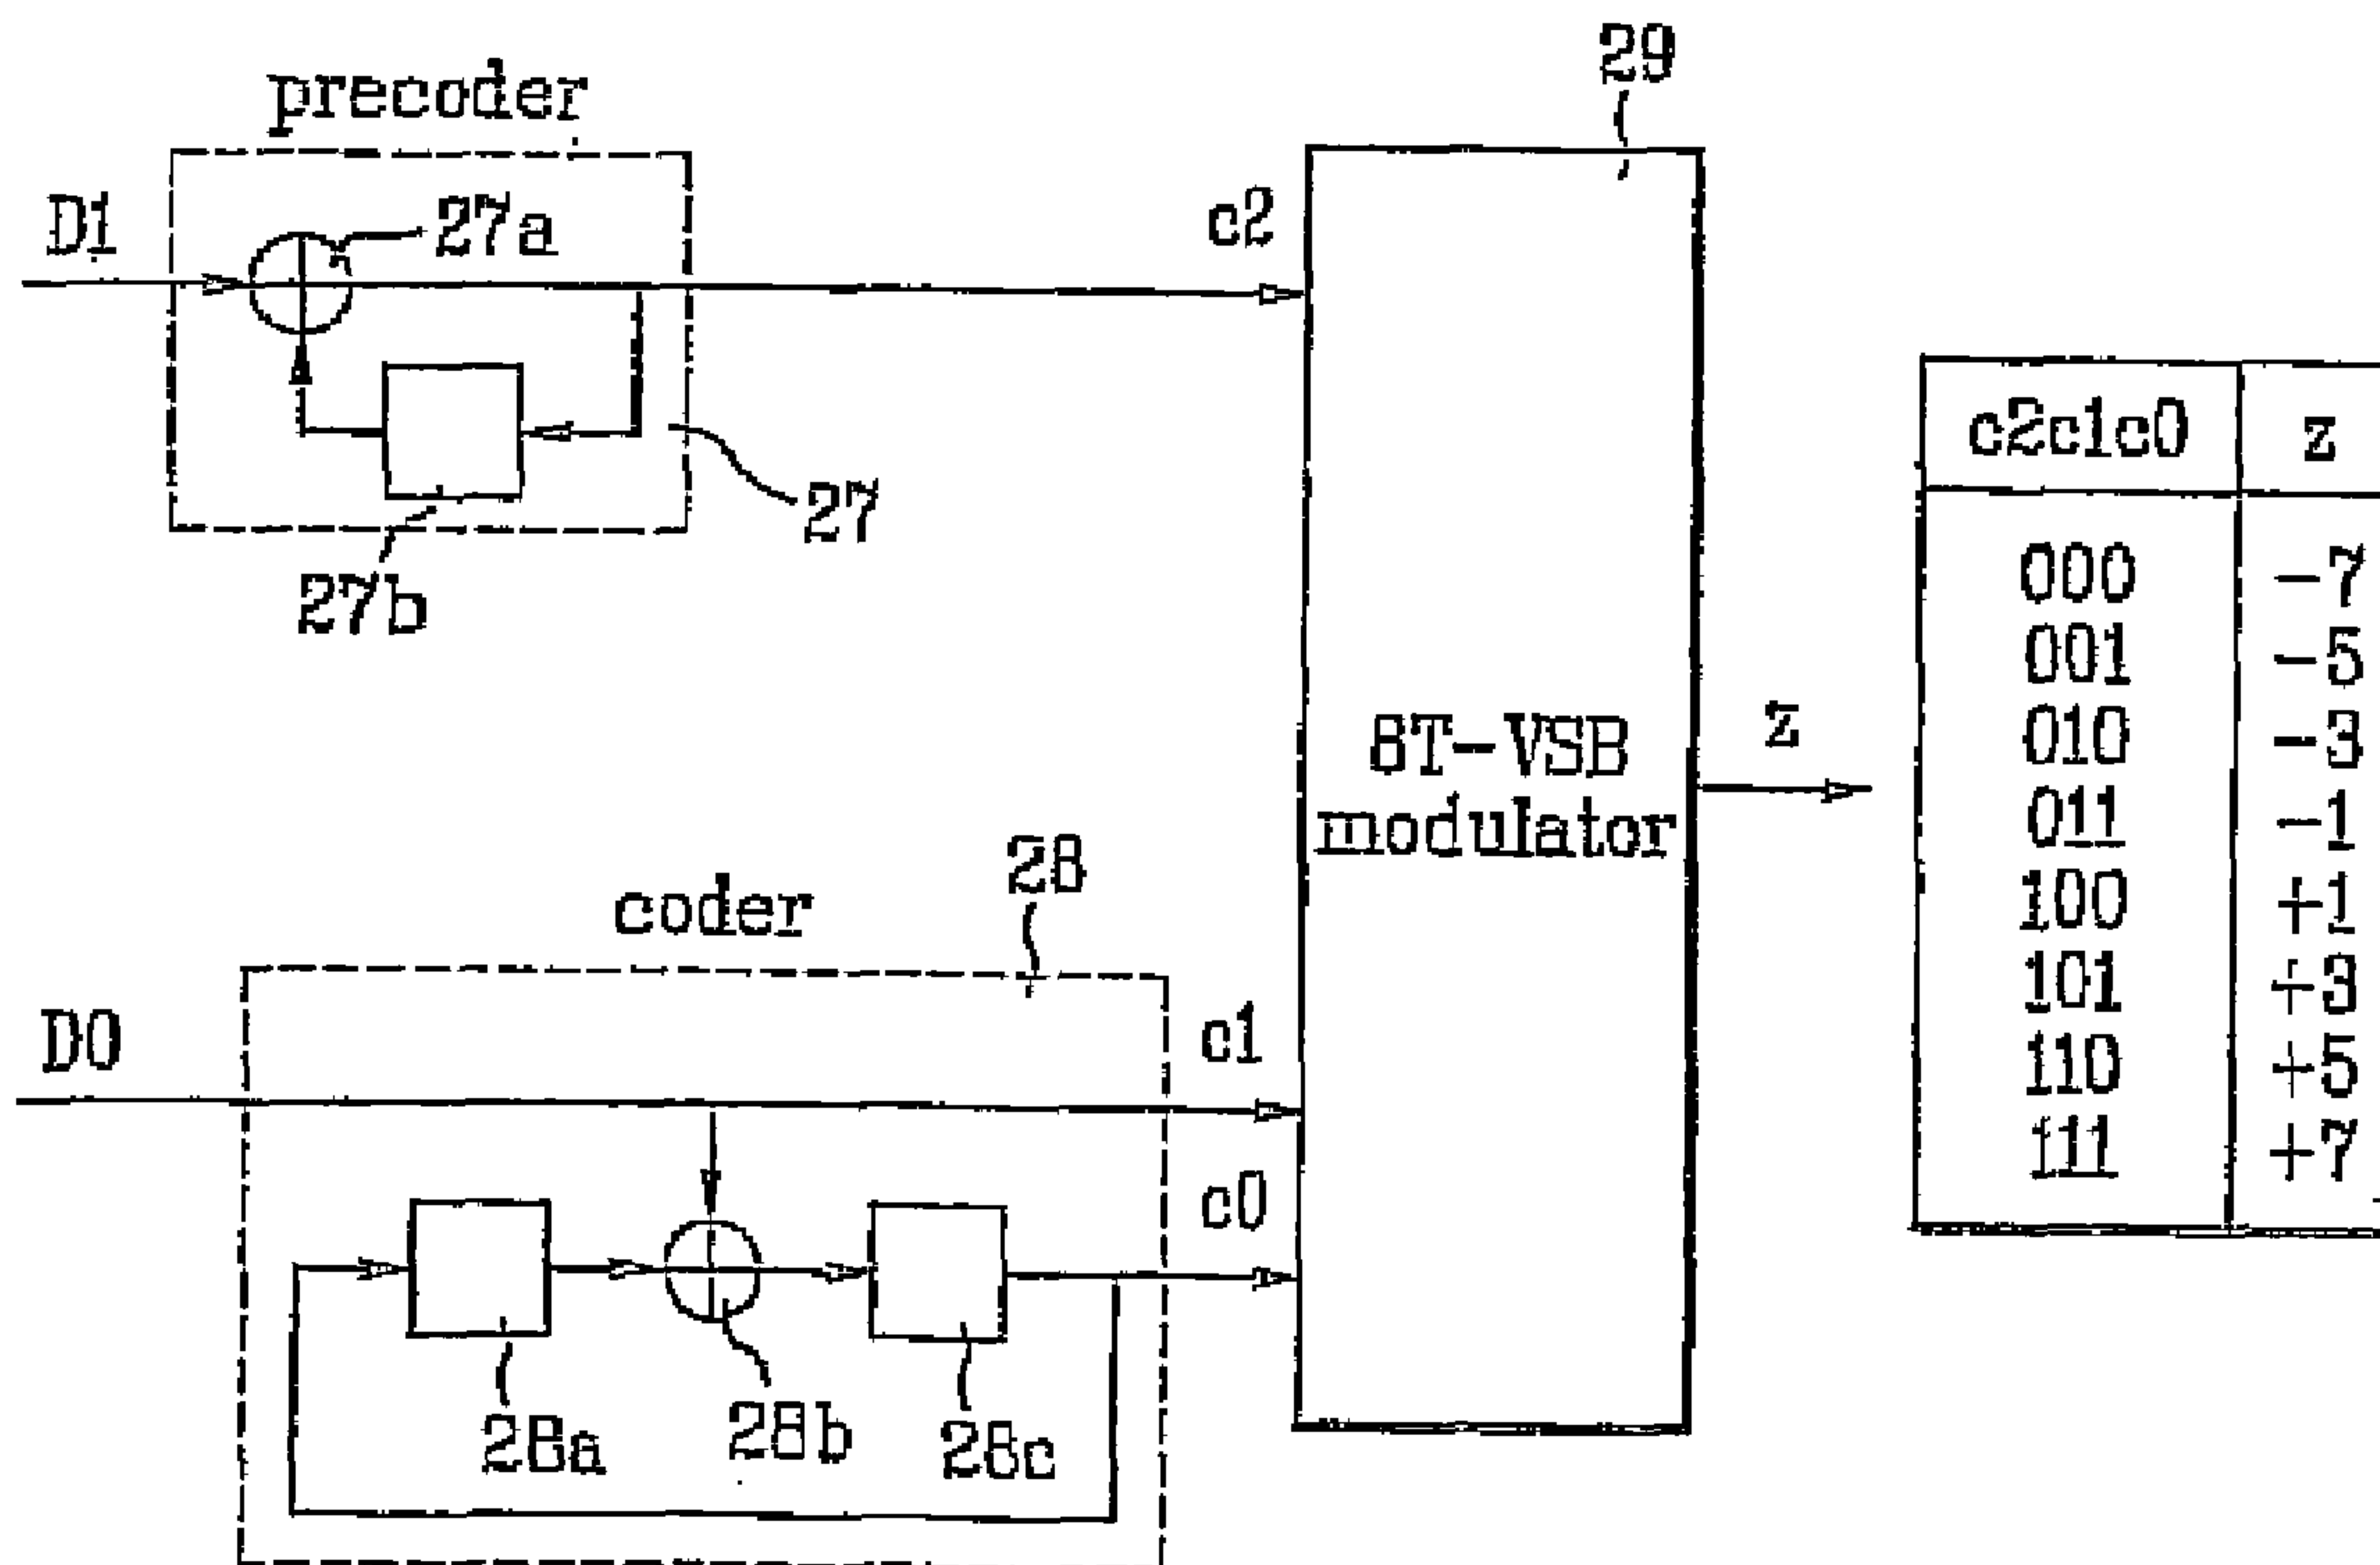 29
precoder
D1
27a
c2
27
27b
c2c1c0 z
000 -7
001 -5
010 -3
011 -1
100 +1
101 +3
110 +5
111 +7
8T-VSB
modulator
z
28
coder
D0
c1
c0
28a
28b
28c